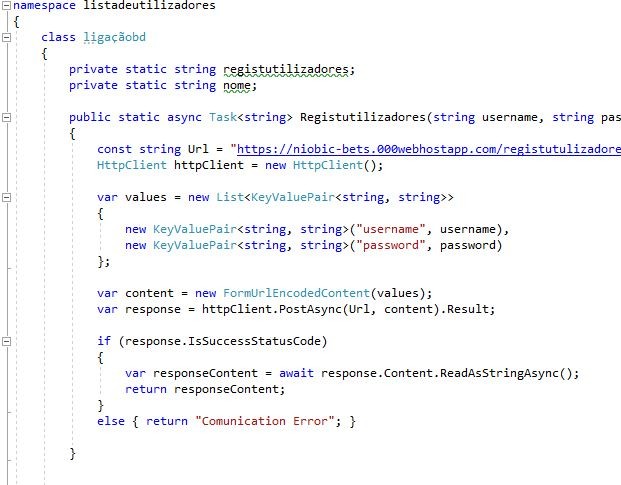 namespace listadeutilizadores
{
class ligaçãobd
{
private static string registutilizadores;
private static string nome;
public static async Task<string> Registutilizadores(string username, string pas
{
const string Url = "https://niobic-bets.000webhostapp.com/registutulizadore
HttpClient httpClient = new HttpClient();
var values = new List<KeyValuePair<string, string>>
{
new KeyValuePair<string, string>("username", username),
new KeyValuePair<string, string>("password", password)
};
var content = new FormUrlEncodedContent(values);
var response = httpClient.PostAsync(Url, content).Result;
if (response.IsSuccessStatusCode)
{
var responseContent = await response.Content.ReadAsStringAsync();
return responseContent;
}
else { return "Comunication Error"; }
}